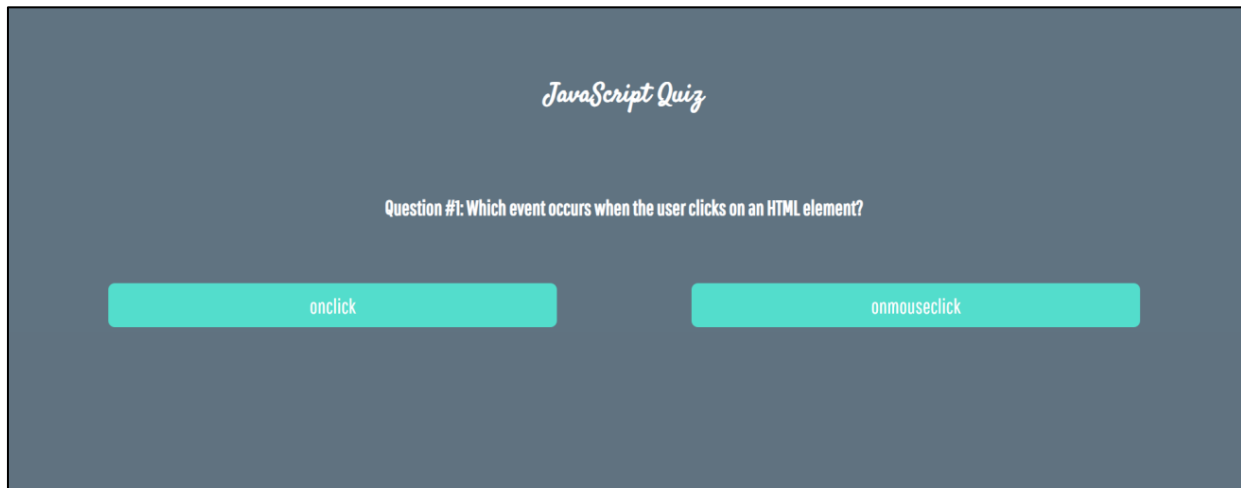 JavaScript Quiz
Question #1: Which event occurs when the user clicks on an HTML element?
onclick
onmouseclick